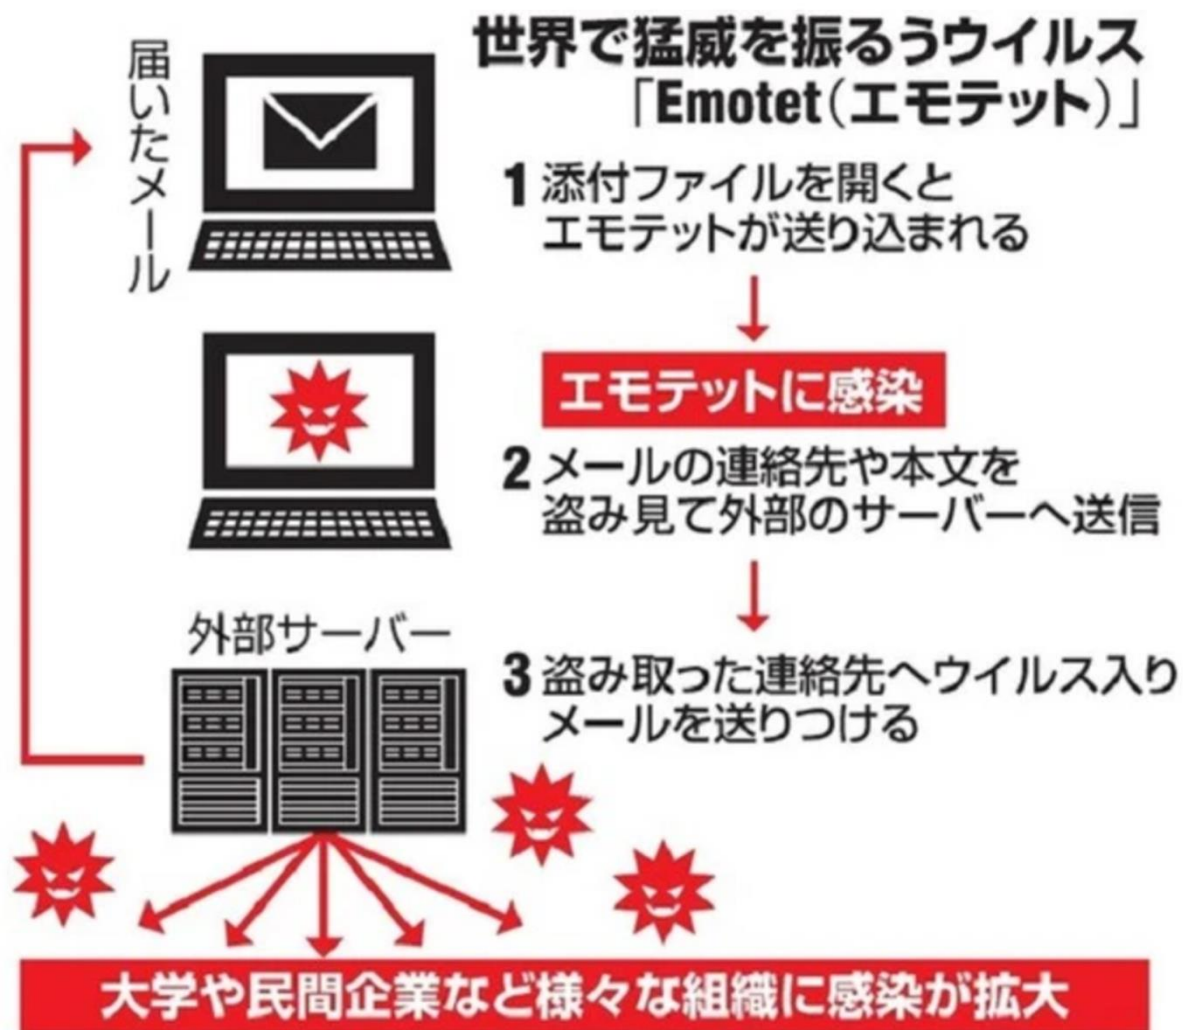 世界で猛威を振るうウイルス
「Emotet(エモテット)」
届いたメール
1 添付ファイルを開くと
エモテットが送り込まれる
エモテットに感染
2 メールの連絡先や本文を
盗み見て外部のサーバーへ送信
外部サーバー
3 盗み取った連絡先へウイルス入り
メールを送りつける
大学や民間企業など様々な組織に感染が拡大